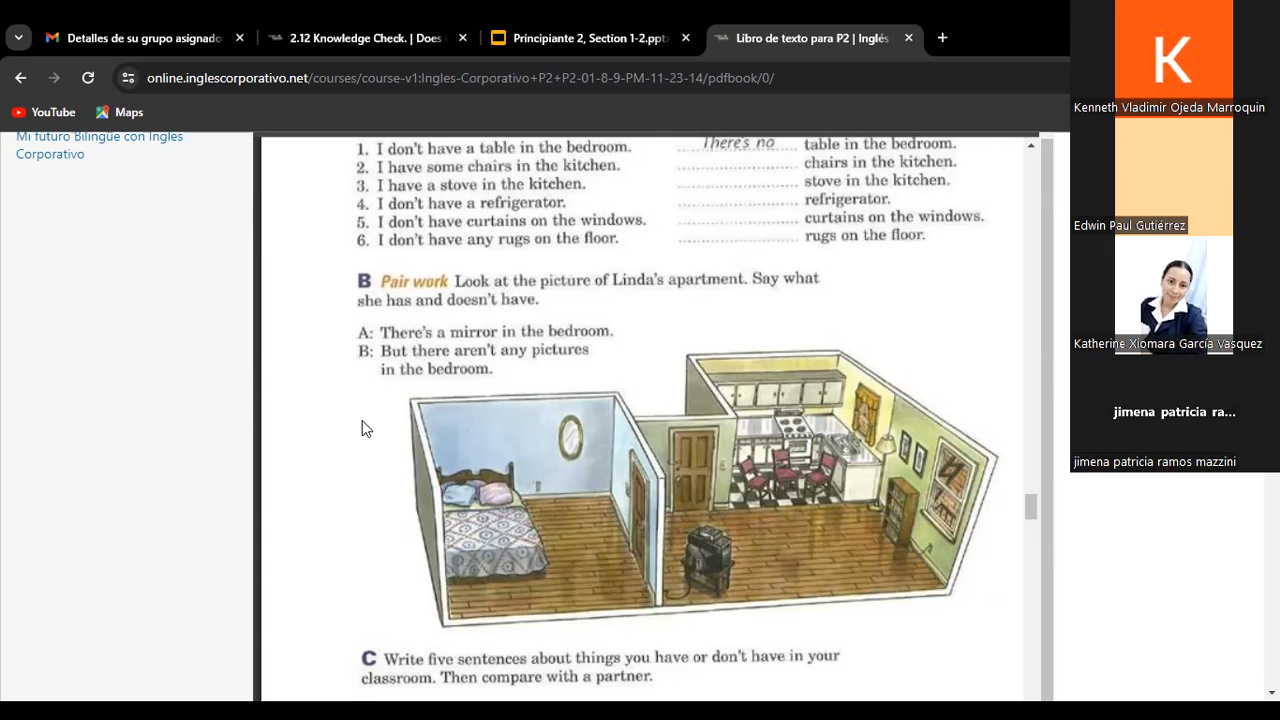 Detalles de su grupo asignado
2.12 Knowledge Check. | Does
Principiante 2, Section 1-2.ppt
Libro de texto para P2 | Inglés
online.inglescorporativo.net/courses/course-v1:Ingles-Corporativo+P2+P2-01-8-9-PM-11-23-14/pdfbook/0/
YouTube
Maps
Mi futuro Bilingüe con Inglés
Corporativo
1. I don't have a table in the bedroom. There's no table in the bedroom.
2. I have some chairs in the kitchen. chairs in the kitchen.
3. I have a stove in the kitchen. stove in the kitchen.
4. I don't have a refrigerator. refrigerator.
5. I don't have curtains on the windows. curtains on the windows.
6. I don't have any rugs on the floor. rugs on the floor.
B Pair work Look at the picture of Linda's apartment. Say what
she has and doesn't have.
A: There's a mirror in the bedroom.
B: But there aren't any pictures
in the bedroom.
C Write five sentences about things you have or don't have in your
classroom. Then compare with a partner.
K
Kenneth Vladimir Ojeda Marroquin
Edwin Paul Gutiérrez
Katherine Xiomara Garcia Vasquez
jimena patricia ra...
jimena patricia ramos mazzini